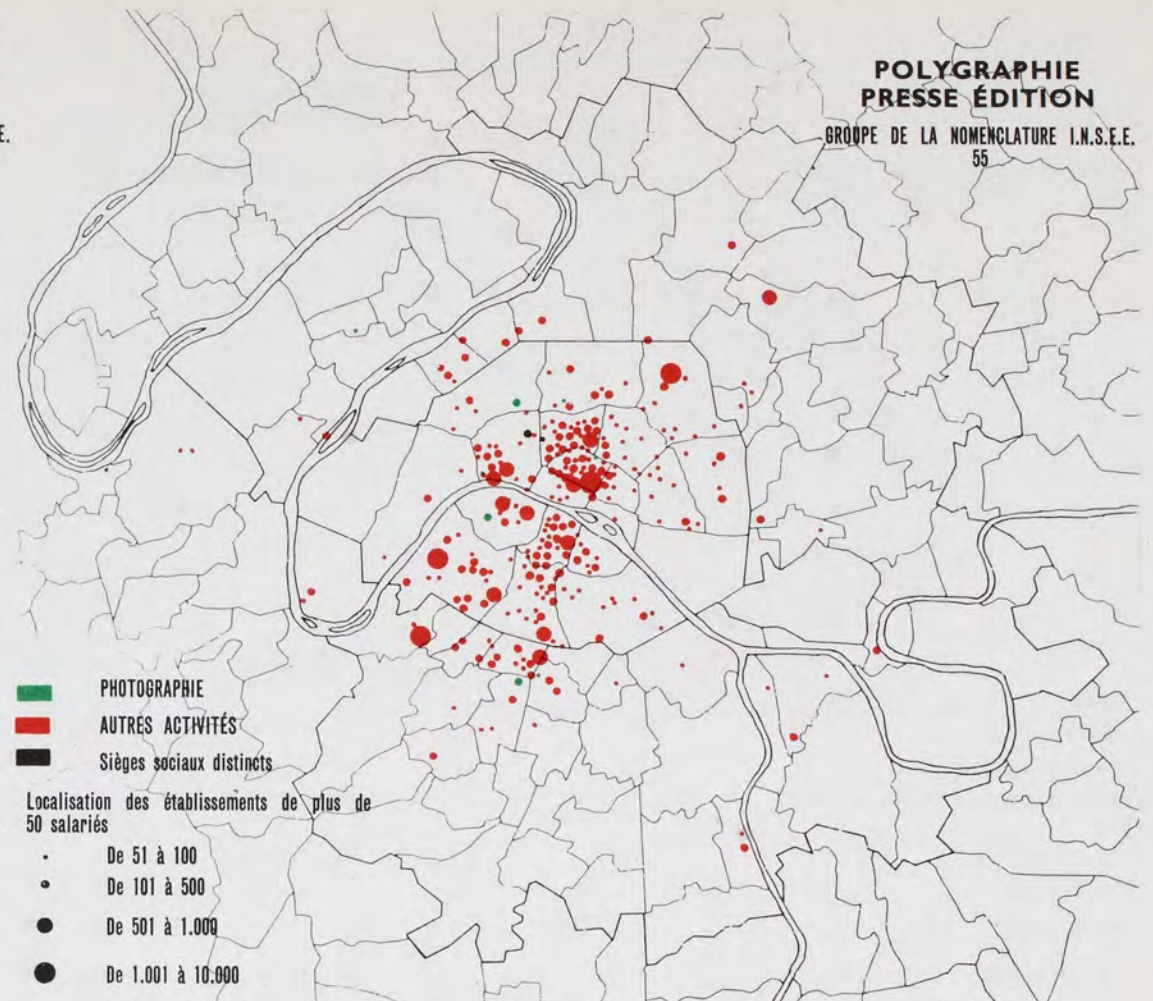 E.
POLYGRAPHIE
PRESSE ÉDITION
GROUPE DE LA NOMENCLATURE I.N.S.E.E.
55
PHOTOGRAPHIE
AUTRES ACTIVITÉS
Sièges sociaux distincts
Localisation des établissements de plus de
50 salariés
De 51 à 100
De 101 à 500
De 501 à 1.000
De 1.001 à 10.000